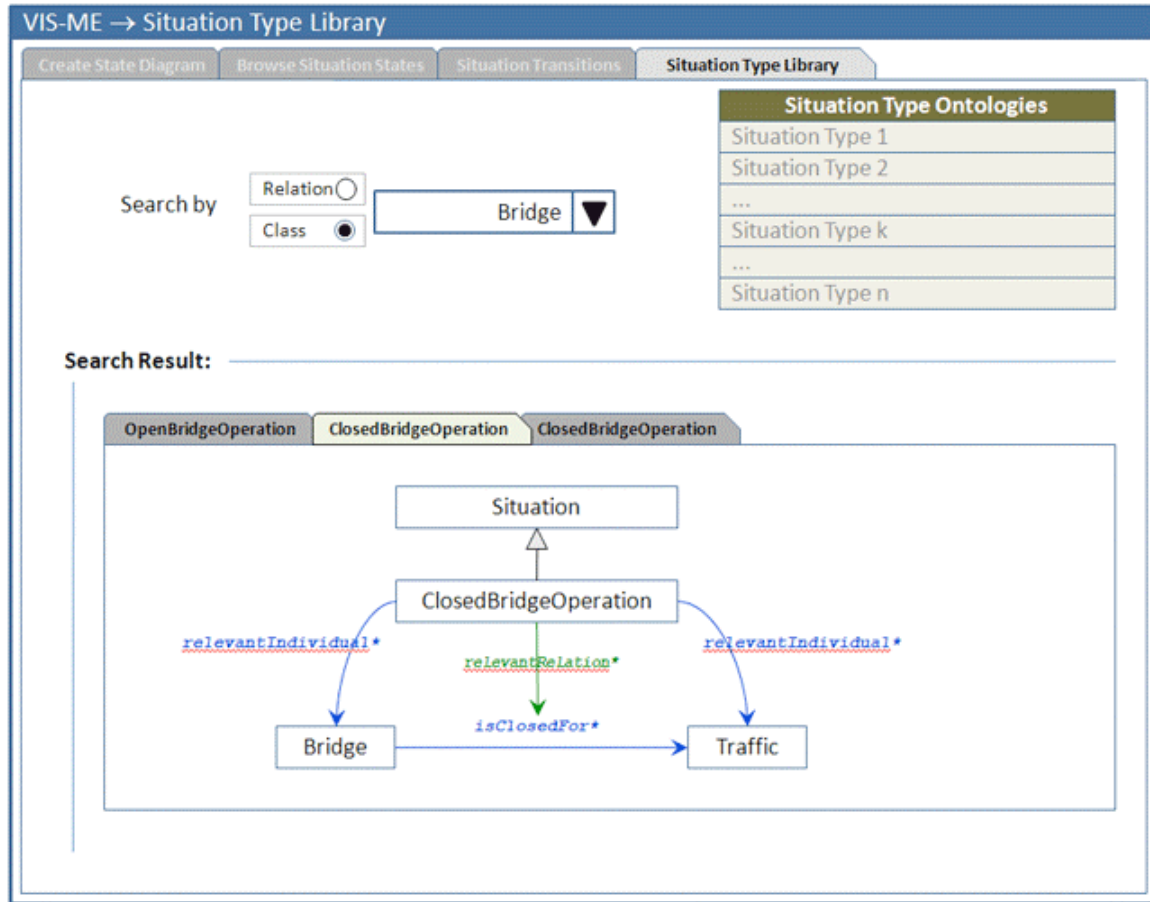 VIS-ME → Situation Type Library
Create State Diagram Browse Situation States Situation Transitions Situation Type Library
Situation Type Ontologies
Situation Type 1
Situation Type 2
...
Situation Type k
...
Situation Type n
Search by
Relation
Class
Bridge
Search Result:
OpenBridgeOperation ClosedBridgeOperation ClosedBridgeOperation
Situation
ClosedBridgeOperation
relevantIndividual* relevantIndividual*
relevantRelation*
isClosedFor*
Bridge Traffic